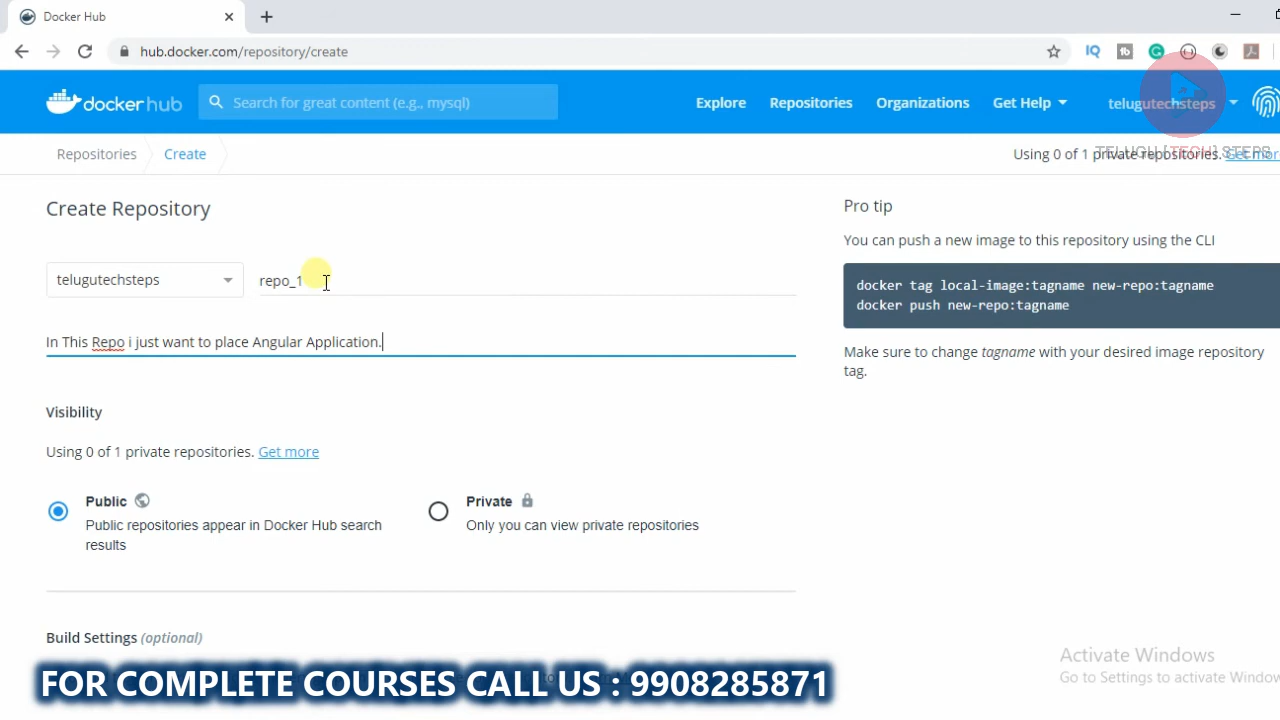 Docker Hub
hub.docker.com/repository/create
docker hub
Search for great content (e.g., mysql)
Explore
Repositories
Organizations
Get Help
telugutechsteps
Repositories
Create
Using 0 of 1 private repositories. Get more
TELUGU [TECH] STEPS
Create Repository
telugutechsteps
repo_1
In This Repo i just want to place Angular Application.
Visibility
Using 0 of 1 private repositories. Get more
Public
Public repositories appear in Docker Hub search
results
Private
Only you can view private repositories
Build Settings (optional)
Pro tip
You can push a new image to this repository using the CLI
docker tag local-image:tagname new-repo:tagname
docker push new-repo:tagname
Make sure to change tagname with your desired image repository
tag.
Activate Windows
Go to Settings to activate Windows
FOR COMPLETE COURSES CALL US : 9908285871